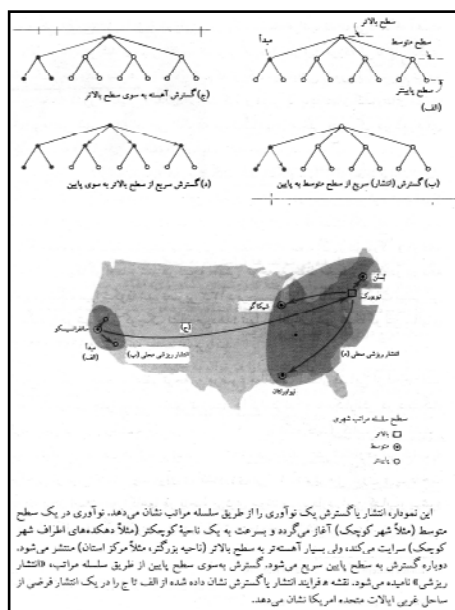 سطح بالاتر
مبدأ
سطح متوسط
سطح پایینتر
(الف)
(ج) گسترش آهسته به سوی سطح بالاتر
(ب) گسترش (انتشار) سریع از سطح متوسط به پایین
(د) گسترش سریع از سطح بالاتر به سوی پایین
بُستن
نیویورک
شیکاگو
(ج)
سانفرانسیسکو
مبدأ
(الف)
انتشار ریزشی محلی (ب)
انتشار ریزشی محلی (د)
نیواورلئان
سطح سلسله مراتب شهری
بالاتر
متوسط
پایینتر
این نمودار، انتشار یا گسترش یک نوآوری را از طریق سلسله مراتب نشان می‌دهد. نوآوری در یک سطح
متوسط (مثلاً شهر کوچک) آغاز می‌گردد و بسرعت به یک ناحیهٔ کوچکتر (مثلاً دهکده‌های اطراف شهر
کوچک) سرایت می‌کند، ولی بسیار آهسته‌تر به سطح بالاتر (ناحیه بزرگتر، مثلاً مرکز استان) منتشر می‌شود.
دوباره گسترش به سطح پایین سریع می‌شود. گسترش به‌سوی سطح پایین از طریق سلسله مراتب، «انتشار
ریزشی» نامیده می‌شود. نقشه فرایند انتشار یا گسترش نشان داده شده از الف تا ج را در یک انتشار فرضی از
ساحل غربی ایالات متحده امریکا نشان می‌دهد.